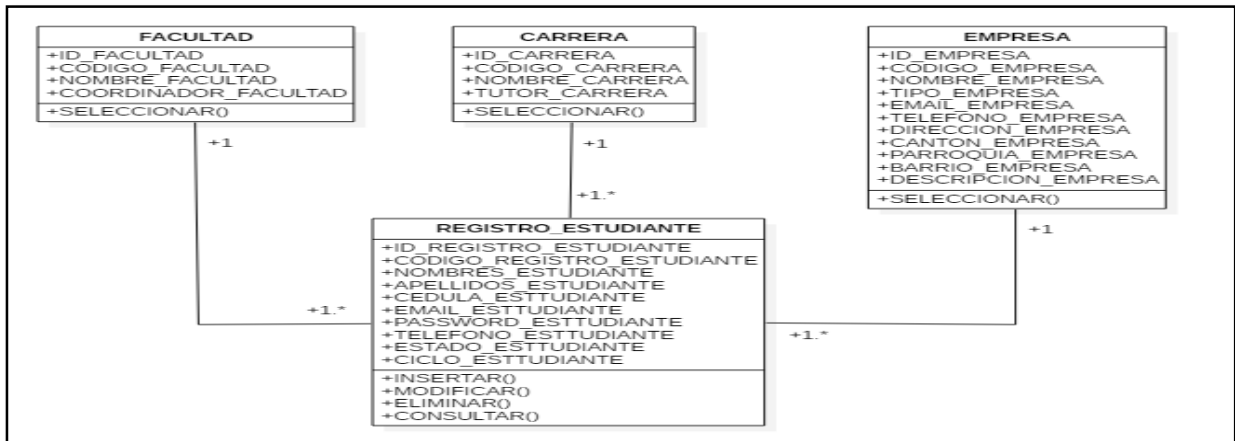 FACULTAD
+ID_FACULTAD
+CODIGO_FACULTAD
+NOMBRE_FACULTAD
+COORDINADOR_FACULTAD
+SELECCIONAR()
CARRERA
+ID_CARRERA
+CODIGO_CARRERA
+NOMBRE_CARRERA
+TUTOR_CARRERA
+SELECCIONAR()
EMPRESA
+ID_EMPRESA
+CODIGO_EMPRESA
+NOMBRE_EMPRESA
+TIPO_EMPRESA
+EMAIL_EMPRESA
+TELEFONO_EMPRESA
+DIRECCION_EMPRESA
+CANTON_EMPRESA
+PARROQUIA_EMPRESA
+BARRIO_EMPRESA
+DESCRIPCION_EMPRESA
+SELECCIONAR()
+1
+1
+1
+1.*
REGISTRO_ESTUDIANTE
+ID_REGISTRO_ESTUDIANTE
+CODIGO_REGISTRO_ESTUDIANTE
+NOMBRES_ESTUDIANTE
+APELLIDOS_ESTUDIANTE
+CEDULA_ESTTUDIANTE
+EMAIL_ESTTUDIANTE
+PASSWORD_ESTTUDIANTE
+TELEFONO_ESTTUDIANTE
+ESTADO_ESTTUDIANTE
+CICLO_ESTTUDIANTE
+INSERTAR()
+MODIFICAR()
+ELIMINAR()
+CONSULTAR()
+1.*
+1.*